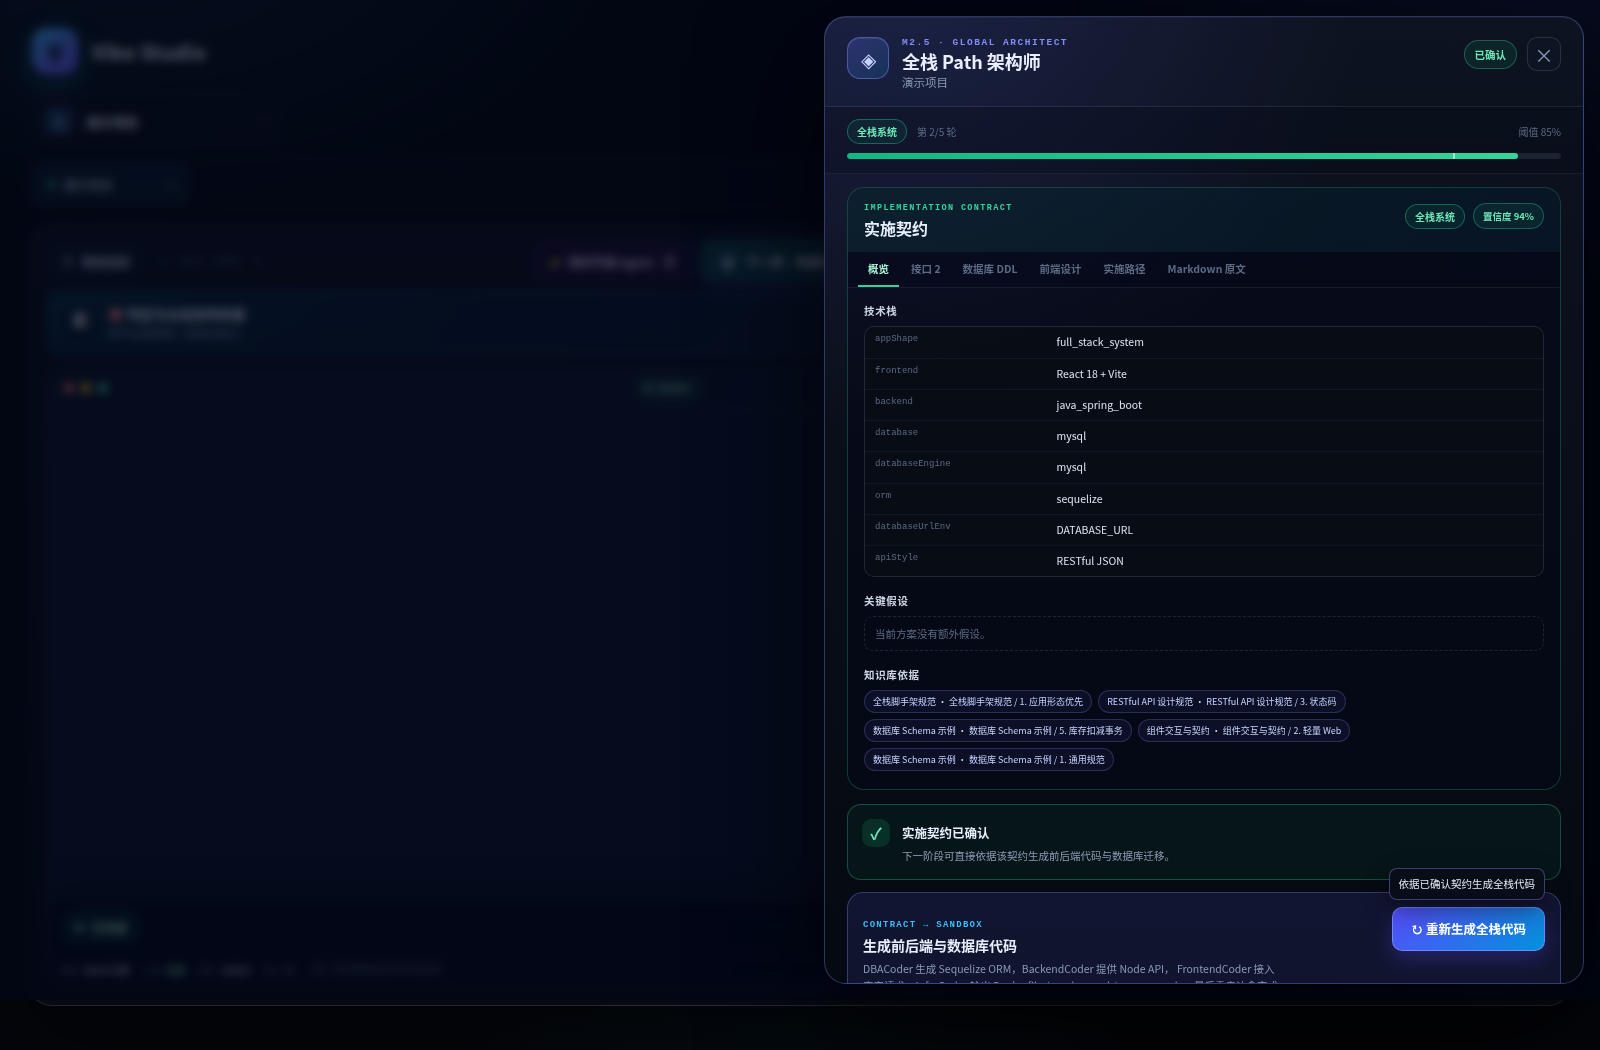 Vibe Studio
M2.5 · GLOBAL ARCHITECT
全栈 Path 架构师
演示项目
已确认
全栈系统
第 2/5 轮
阈值 85%
IMPLEMENTATION CONTRACT
实施契约
全栈系统
置信度 94%
概览
接口 2
数据库 DDL
前端设计
实施路径
Markdown 原文
技术栈
appShape
full_stack_system
frontend
React 18 + Vite
backend
java_spring_boot
database
mysql
databaseEngine
mysql
orm
sequelize
databaseUrlEnv
DATABASE_URL
apiStyle
RESTful JSON
关键假设
当前方案没有额外假设。
知识库依据
全栈脚手架规范 · 全栈脚手架规范 / 1. 应用形态优先
RESTful API 设计规范 · RESTful API 设计规范 / 3. 状态码
数据库 Schema 示例 · 数据库 Schema 示例 / 5. 库存扣减事务
组件交互与契约 · 组件交互与契约 / 2. 轻量 Web
数据库 Schema 示例 · 数据库 Schema 示例 / 1. 通用规范
✓ 实施契约已确认
下一阶段可直接依据该契约生成前后端代码与数据库迁移。
依据已确认契约生成全栈代码
CONTRACT → SANDBOX
生成前后端与数据库代码
↻ 重新生成全栈代码
DBACoder 生成 Sequelize ORM，BackendCoder 提供 Node API， FrontendCoder 接入